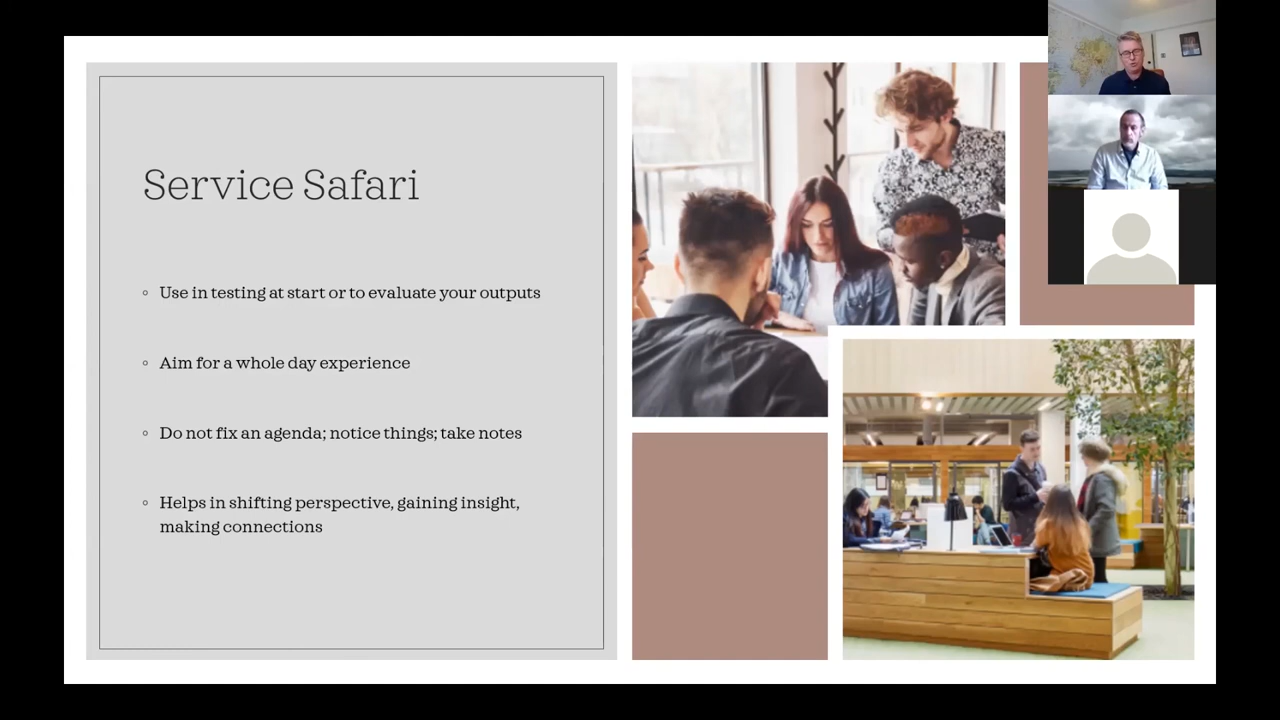 Service Safari
Use in testing at start or to evaluate your outputs
Aim for a whole day experience
Do not fix an agenda; notice things; take notes
Helps in shifting perspective, gaining insight,
making connections